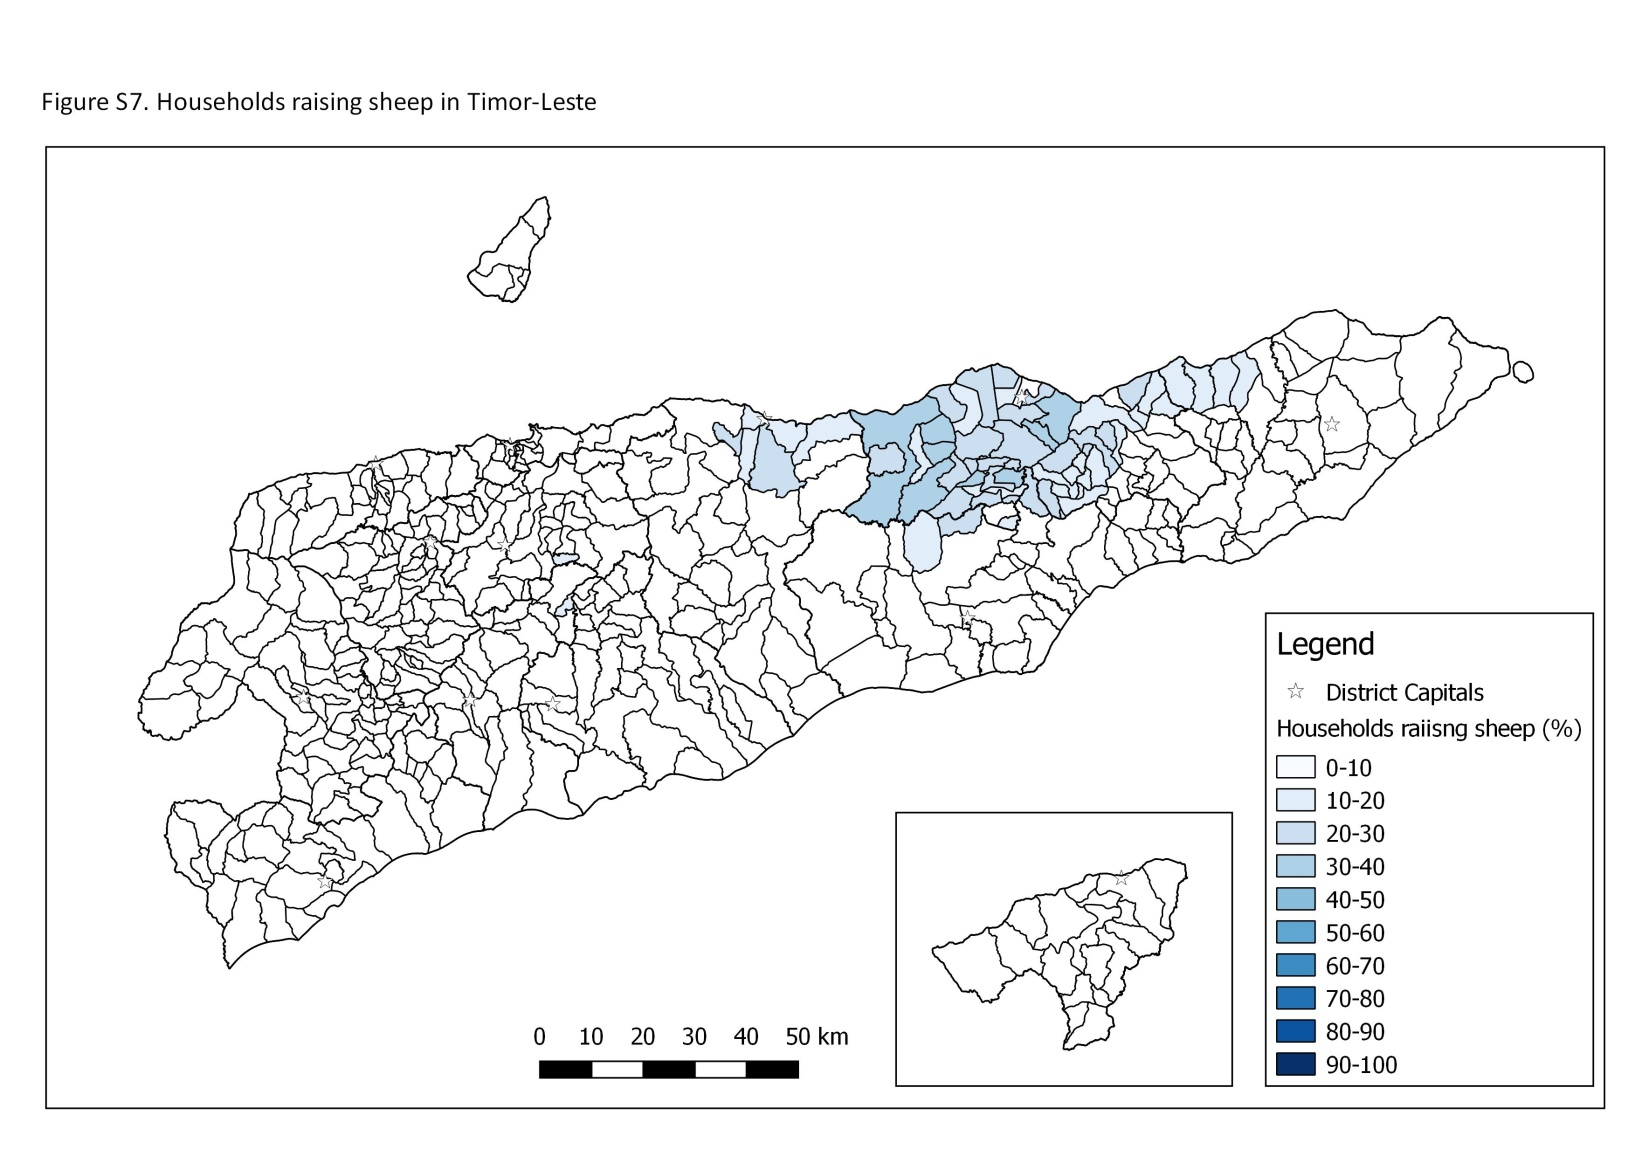 Figure S7. Households raising sheep in Timor-Leste
Legend
District Capitals
Households raiisng sheep (%)
0-10
10-20
20-30
30-40
40-50
50-60
60-70
70-80
80-90
90-100
0 10 20 30 40 50 km